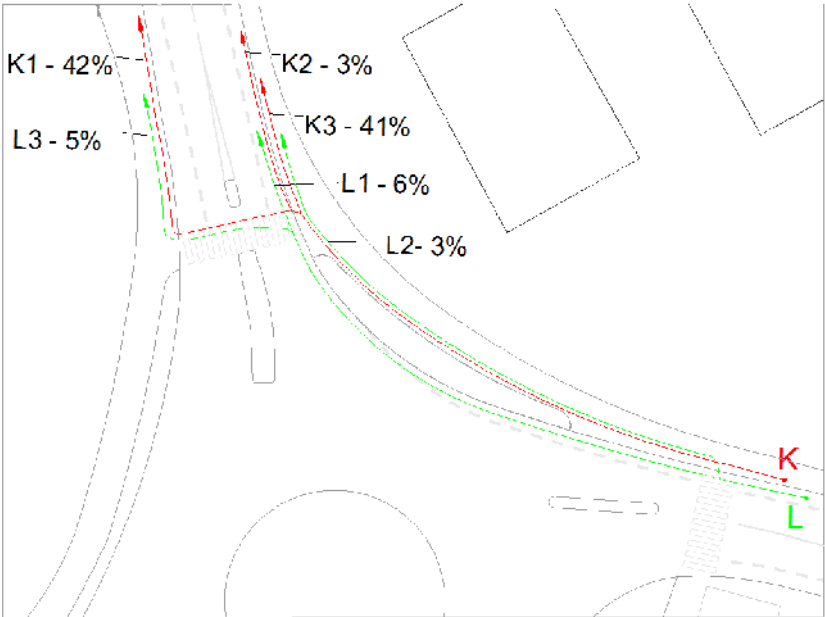 K1 - 42%
K2 - 3%
L3 - 5%
K3 - 41%
L1 - 6%
L2- 3%
K
L